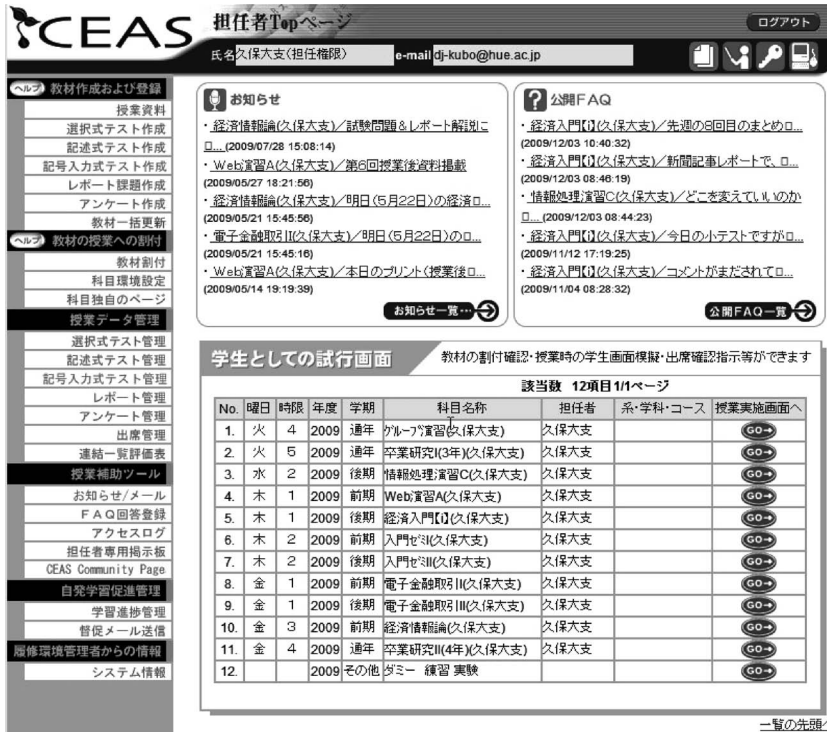 CEAS
担任者Topページ
ログアウト
氏名 久保大支(担任権限)
e-mail dj-kubo@hue.ac.jp
ヘルプ 教材作成および登録
授業資料
選択式テスト作成
記述式テスト作成
記号入力式テスト作成
レポート課題作成
アンケート作成
教材一括更新
ヘルプ 教材の授業への割付
教材割付
科目環境設定
科目独自のページ
授業データ管理
選択式テスト管理
記述式テスト管理
記号入力式テスト管理
レポート管理
アンケート管理
出席管理
連結一覧評価表
授業補助ツール
お知らせ/メール
FAQ回答登録
アクセスログ
担任者専用掲示板
CEAS Community Page
自発学習促進管理
学習進捗管理
督促メール送信
履修環境管理者からの情報
システム情報
お知らせ
・経済情報論(久保大支)/試験問題&レポート解説に
ロ... (2009/07/28 15:08:14)
・Web演習A(久保大支)/第6回授業後資料掲載
(2009/05/27 18:21:56)
・経済情報論(久保大支)/明日(5月22日)の経済ロ...
(2009/05/21 15:45:56)
・電子金融取引II(久保大支)/明日(5月22日)のロ...
(2009/05/21 15:45:16)
・Web演習A(久保大支)/本日のプリント(授業後ロ...
(2009/05/14 19:19:39)
お知らせ一覧…
公開FAQ
・経済入門【i】(久保大支)/先週の8回目のまとめロ...
(2009/12/03 10:40:32)
・経済入門【i】(久保大支)/新聞記事レポートで、ロ...
(2009/12/03 08:46:19)
・情報処理演習C(久保大支)/どこを変えていいのか
ロ... (2009/12/03 08:44:23)
・経済入門【i】(久保大支)/今日の小テストですがロ...
(2009/11/12 17:19:25)
・経済入門【i】(久保大支)/コメントがまだされてロ...
(2009/11/04 08:28:32)
公開FAQ一覧
学生としての試行画面
教材の割付確認・授業時の学生画面模擬・出席確認指示等ができます
該当数 12項目 1/1ページ
No. 曜日 時限 年度 学期 科目名称 担任者 系・学科・コース 授業実施画面へ
1. 火 4 2009 通年 グループ演習(久保大支) 久保大支 GO→
2. 火 5 2009 通年 卒業研究I(3年)(久保大支) 久保大支 GO→
3. 水 2 2009 後期 情報処理演習C(久保大支) 久保大支 GO→
4. 木 1 2009 前期 Web演習A(久保大支) 久保大支 GO→
5. 木 1 2009 後期 経済入門【i】(久保大支) 久保大支 GO→
6. 木 2 2009 前期 入門ゼミI(久保大支) 久保大支 GO→
7. 木 2 2009 後期 入門ゼミII(久保大支) 久保大支 GO→
8. 金 1 2009 前期 電子金融取引II(久保大支) 久保大支 GO→
9. 金 1 2009 後期 電子金融取引III(久保大支) 久保大支 GO→
10. 金 3 2009 前期 経済情報論(久保大支) 久保大支 GO→
11. 金 4 2009 通年 卒業研究II(4年)(久保大支) 久保大支 GO→
12. 2009 その他 ダミー 練習 実験 GO→
一覧の先頭へ